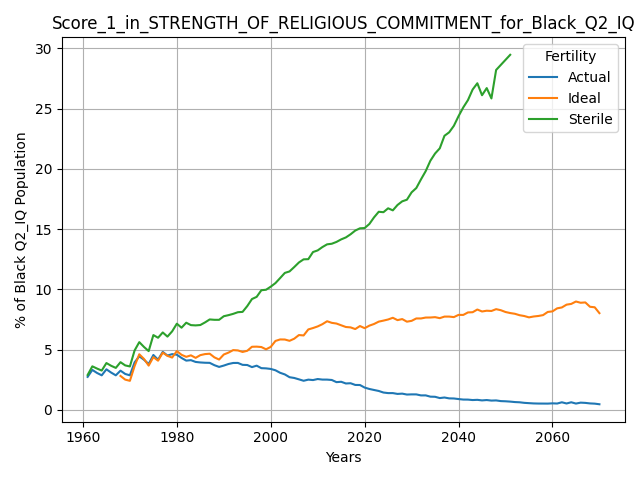 Score_1_in_STRENGTH_OF_RELIGIOUS_COMMITMENT_for_Black_Q2_IQ
Fertility
Actual
Ideal
Sterile
% of Black Q2_IQ Population
30
25
20
15
10
5
0
1960 1980 2000 2020 2040 2060
Years